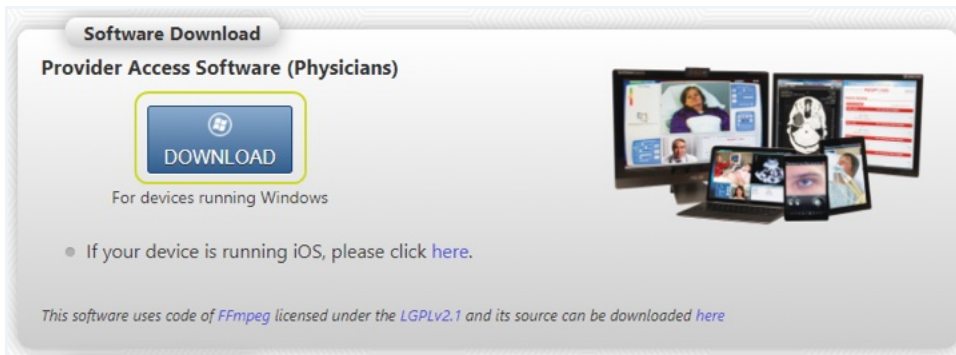 Software Download
Provider Access Software (Physicians)
DOWNLOAD
For devices running Windows
If your device is running iOS, please click here.
This software uses code of FFmpeg licensed under the LGPLv2.1 and its source can be downloaded here